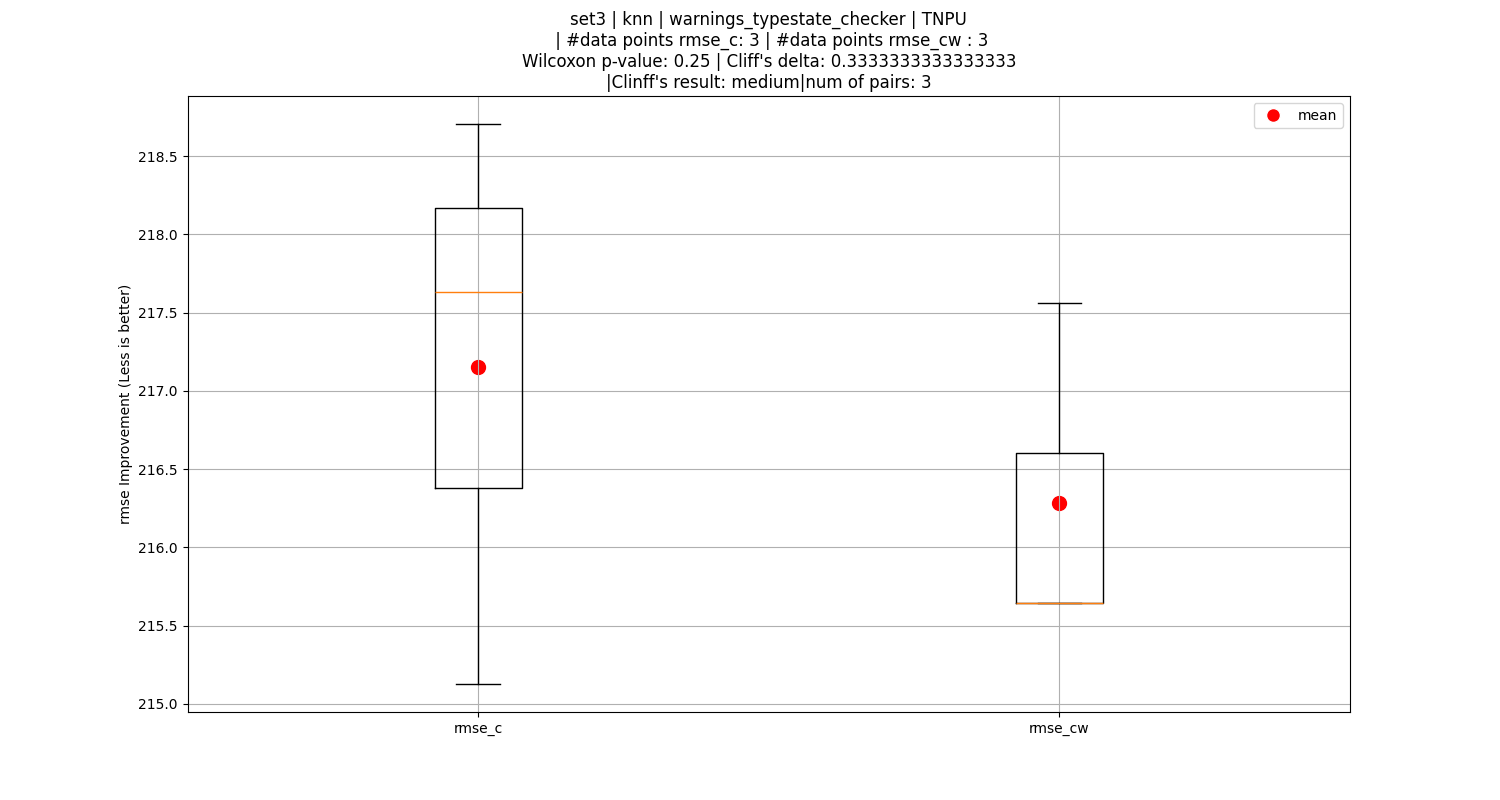 set3 | knn | warnings_typestate_checker | TNPU
| #data points rmse_c: 3 | #data points rmse_cw : 3
Wilcoxon p-value: 0.25 | Cliff's delta: 0.3333333333333333
|Clinff's result: medium|num of pairs: 3
mean
218.5
218.0
217.5
217.0
216.5
216.0
215.5
215.0
rmse Improvement (Less is better)
rmse_c
rmse_cw